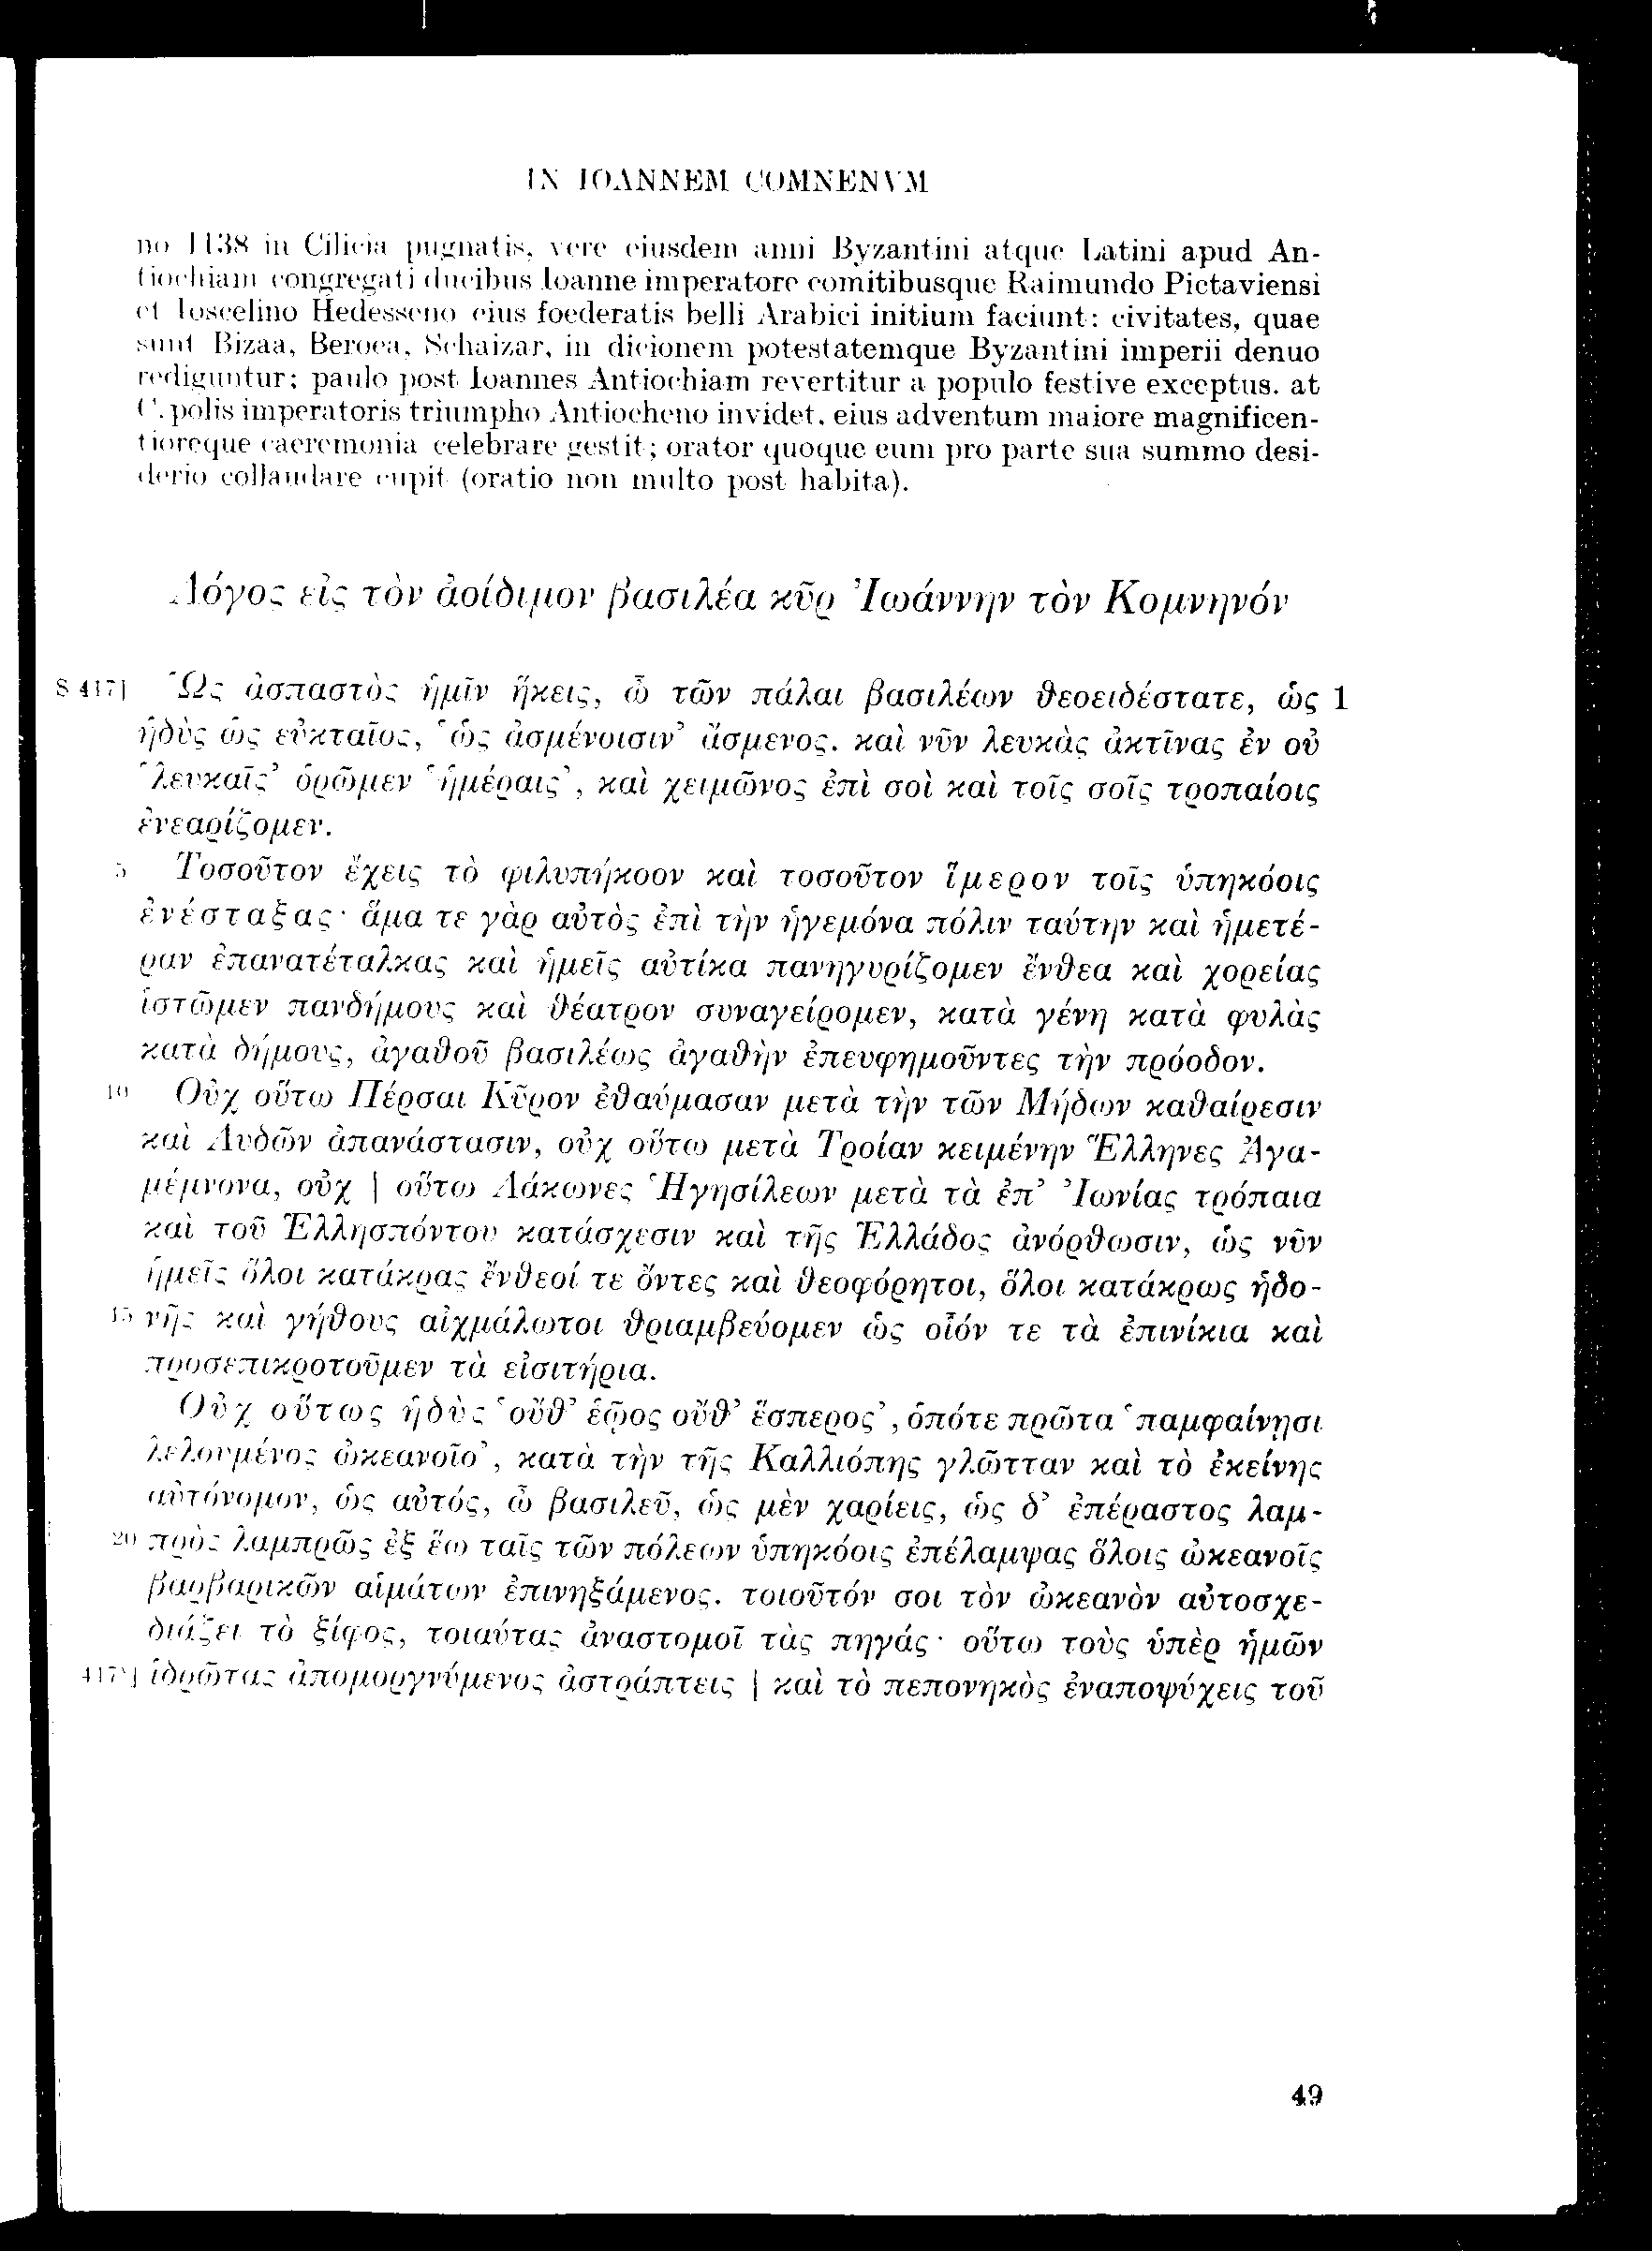 IN IOANNEM COMNENVM
no 1138 in Cilicia pugnatis, vere eiusdem anni Byzantini atque Latini apud An-
tiochiam congregati ducibus Ioanne imperatore comitibusque Raimundo Pictaviensi
et Ioscelino Hedesseno eius foederatis belli Arabici initium faciunt: civitates, quae
sunt Bizaa, Beroea, Schaizar, in dicionem potestatemque Byzantini imperii denuo
rediguntur; paulo post Ioannes Antiochiam revertitur a populo festive exceptus. at
C.polis imperatoris triumpho Antiocheno invidet, eius adventum maiore magnificen-
tioreque caeremonia celebrare gestit; orator quoque eum pro parte sua summo desi-
derio collaudare cupit (oratio non multo post habita).
Λόγος εἰς τὸν ἀοίδιμον βασιλέα κῦρ Ἰωάννην τὸν Κομνηνόν
S 417] Ὡς ἀσπαστὸς ἡμῖν ἥκεις, ὦ τῶν πάλαι βασιλέων θεοειδέστατε, ὡς 1
ἡδὺς ὡς εὐκταῖος, ‘ὡς ἀσμένοισιν’ ἄσμενος. καὶ νῦν λευκὰς ἀκτῖνας ἐν οὐ
‘λευκαῖς’ ὁρῶμεν ‘ἡμέραις’, καὶ χειμῶνος ἐπὶ σοὶ καὶ τοῖς σοῖς τροπαίοις
ἐνεαρίζομεν.
5 Τοσοῦτον ἔχεις τὸ φιλυπήκοον καὶ τοσοῦτον ἵμερον τοῖς ὑπηκόοις
ἐνέσταξας· ἅμα τε γὰρ αὐτὸς ἐπὶ τὴν ἡγεμόνα πόλιν ταύτην καὶ ἡμετέ-
ραν ἐπανατέταλκας καὶ ἡμεῖς αὐτίκα πανηγυρίζομεν ἔνθεα καὶ χορείας
ἱστῶμεν πανδήμους καὶ θέατρον συναγείρομεν, κατὰ γένη κατὰ φυλὰς
κατὰ δήμους, ἀγαθοῦ βασιλέως ἀγαθὴν ἐπευφημοῦντες τὴν πρόοδον.
10 Οὐχ οὕτω Πέρσαι Κῦρον ἐθαύμασαν μετὰ τὴν τῶν Μήδων καθαίρεσιν
καὶ Λυδῶν ἀπανάστασιν, οὐχ οὕτω μετὰ Τροίαν κειμένην Ἕλληνες Ἀγα-
μέμνονα, οὐχ | οὕτω Λάκωνες Ἡγησίλεων μετὰ τὰ ἐπ’ Ἰωνίας τρόπαια
καὶ τοῦ Ἑλλησπόντου κατάσχεσιν καὶ τῆς Ἑλλάδος ἀνόρθωσιν, ὡς νῦν
ἡμεῖς ὅλοι κατάκρας ἔνθεοί τε ὄντες καὶ θεοφόρητοι, ὅλοι κατάκρως ἡδο-
15 νῆς καὶ γήθους αἰχμάλωτοι θριαμβεύομεν ὡς οἷόν τε τὰ ἐπινίκια καὶ
προσεπικροτοῦμεν τὰ εἰσιτήρια.
Οὐχ οὕτως ἡδὺς ‘οὔθ’ ἑῷος οὔθ’ ἕσπερος’, ὁπότε πρῶτα ‘παμφαίνῃσι
λελουμένος ὠκεανοῖο’, κατὰ τὴν τῆς Καλλιόπης γλῶτταν καὶ τὸ ἐκείνης
αὐτόνομον, ὡς αὐτός, ὦ βασιλεῦ, ὡς μὲν χαρίεις, ὡς δ’ ἐπέραστος λαμ-
20 πρὸς λαμπρῶς ἐξ ἕω ταῖς τῶν πόλεων ὑπηκόοις ἐπέλαμψας ὅλοις ὠκεανοῖς
βαρβαρικῶν αἱμάτων ἐπινηξάμενος. τοιοῦτόν σοι τὸν ὠκεανὸν αὐτοσχε-
διάζει τὸ ξίφος, τοιαύτας ἀναστομοῖ τὰς πηγάς· οὕτω τοὺς ὑπὲρ ἡμῶν
417ᵛ] ἱδρῶτας ἀπομοργνύμενος ἀστράπτεις | καὶ τὸ πεπονηκὸς ἐναποψύχεις τοῦ
49